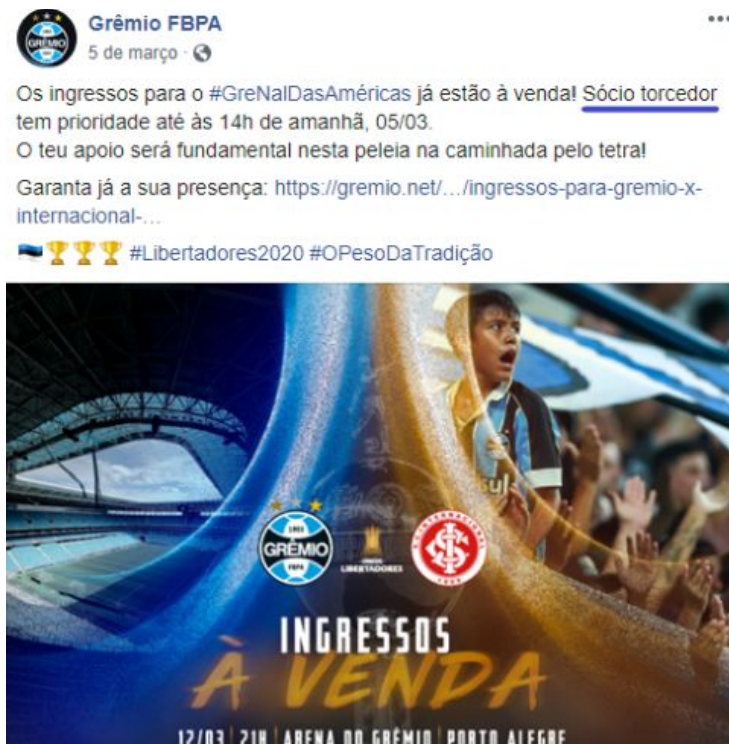 Grêmio FBPA
5 de março
Os ingressos para o #GreNalDasAméricas já estão à venda! Sócio torcedor
tem prioridade até às 14h de amanhã, 05/03.
O teu apoio será fundamental nesta peleia na caminhada pelo tetra!
Garanta já a sua presença: https://gremio.net/.../ingressos-para-gremio-x-
internacional-...
#Libertadores2020 #OPesoDaTradição
1903
GRÊMIO
FBPA
LIBERTADORES
INGRESSOS
À VENDA
12/03 | 21H | ARENA DO GRÊMIO | PORTO ALEGRE